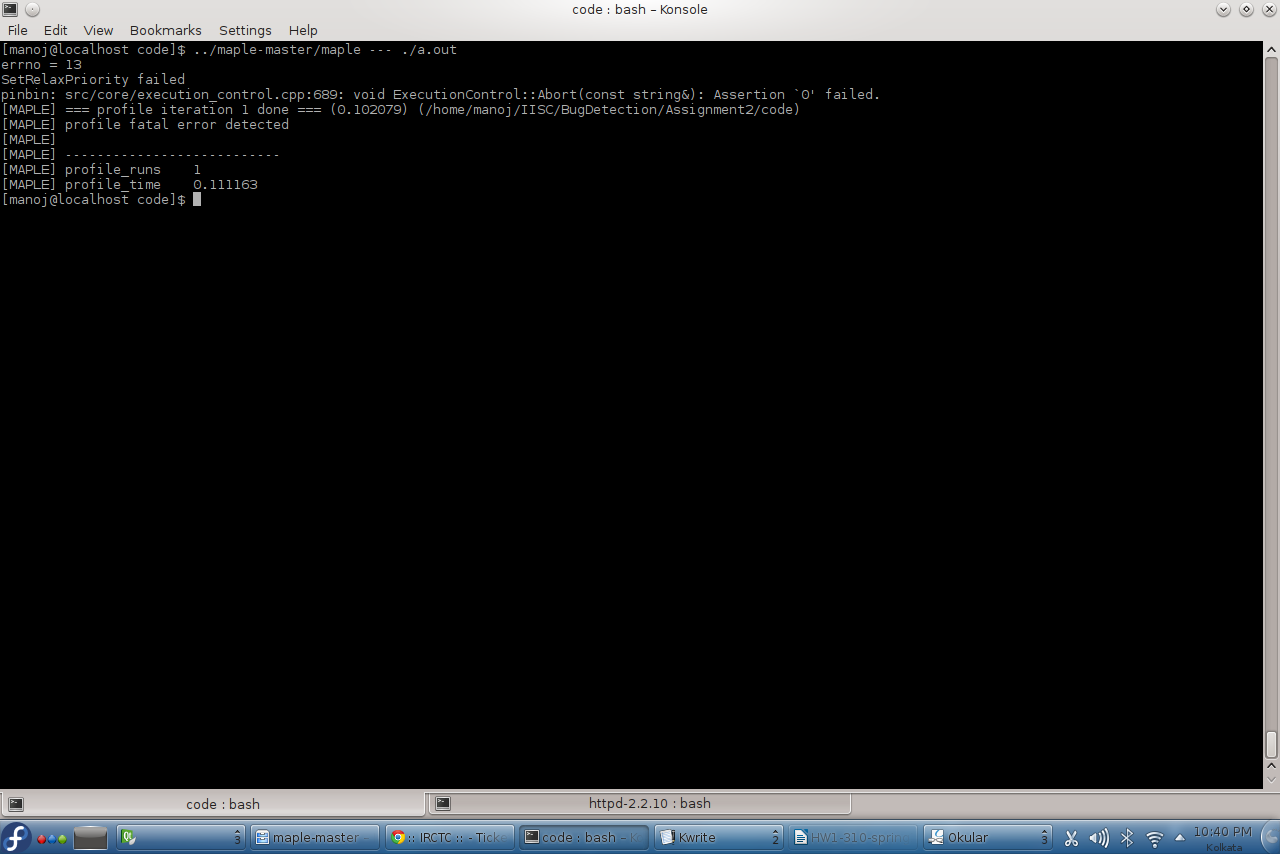 code : bash – Konsole
File Edit View Bookmarks Settings Help
[manoj@localhost code]$ ../maple-master/maple --- ./a.out
errno = 13
SetRelaxPriority failed
pinbin: src/core/execution_control.cpp:689: void ExecutionControl::Abort(const string&): Assertion `0' failed.
[MAPLE] === profile iteration 1 done === (0.102079) (/home/manoj/IISC/BugDetection/Assignment2/code)
[MAPLE] profile fatal error detected
[MAPLE]
[MAPLE] ---------------------------
[MAPLE] profile_runs    1
[MAPLE] profile_time    0.111163
[manoj@localhost code]$
code : bash httpd-2.2.10 : bash
3 maple-master - :: IRCTC :: - Tick code : bash – K Kwrite 2 HW1-310-spring Okular 3 10:40 PM
Kolkata